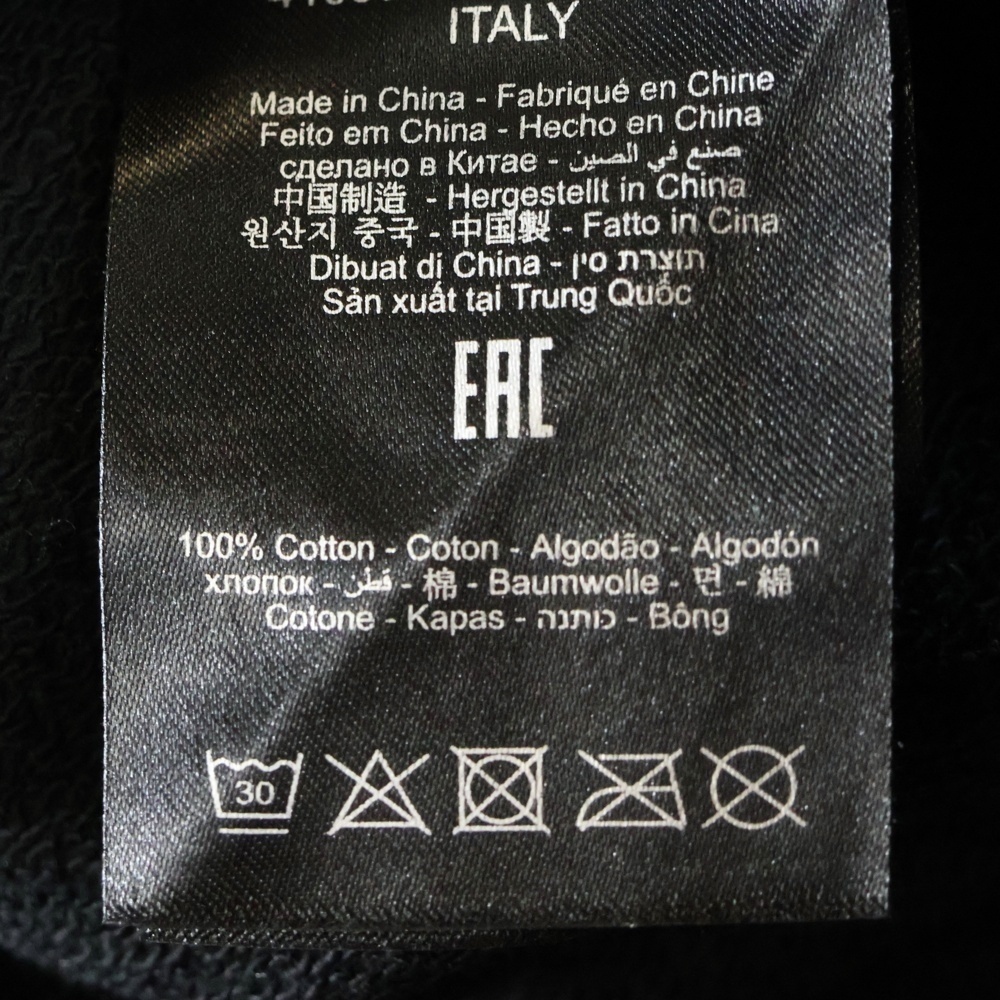 ITALY
Made in China - Fabriqué en Chine
Feito em China - Hecho en China
сделано в Китае - صنع في الصين
中国制造 - Hergestellt in China
원산지 중국 - 中国製 - Fatto in Cina
Dibuat di China - תוצרת סין
Sản xuất tại Trung Quốc
EAC
100% Cotton - Coton - Algodão - Algodón
хлопок - قطن - 棉 - Baumwolle - 면 - 綿
Cotone - Kapas - כותנה - Bông
30